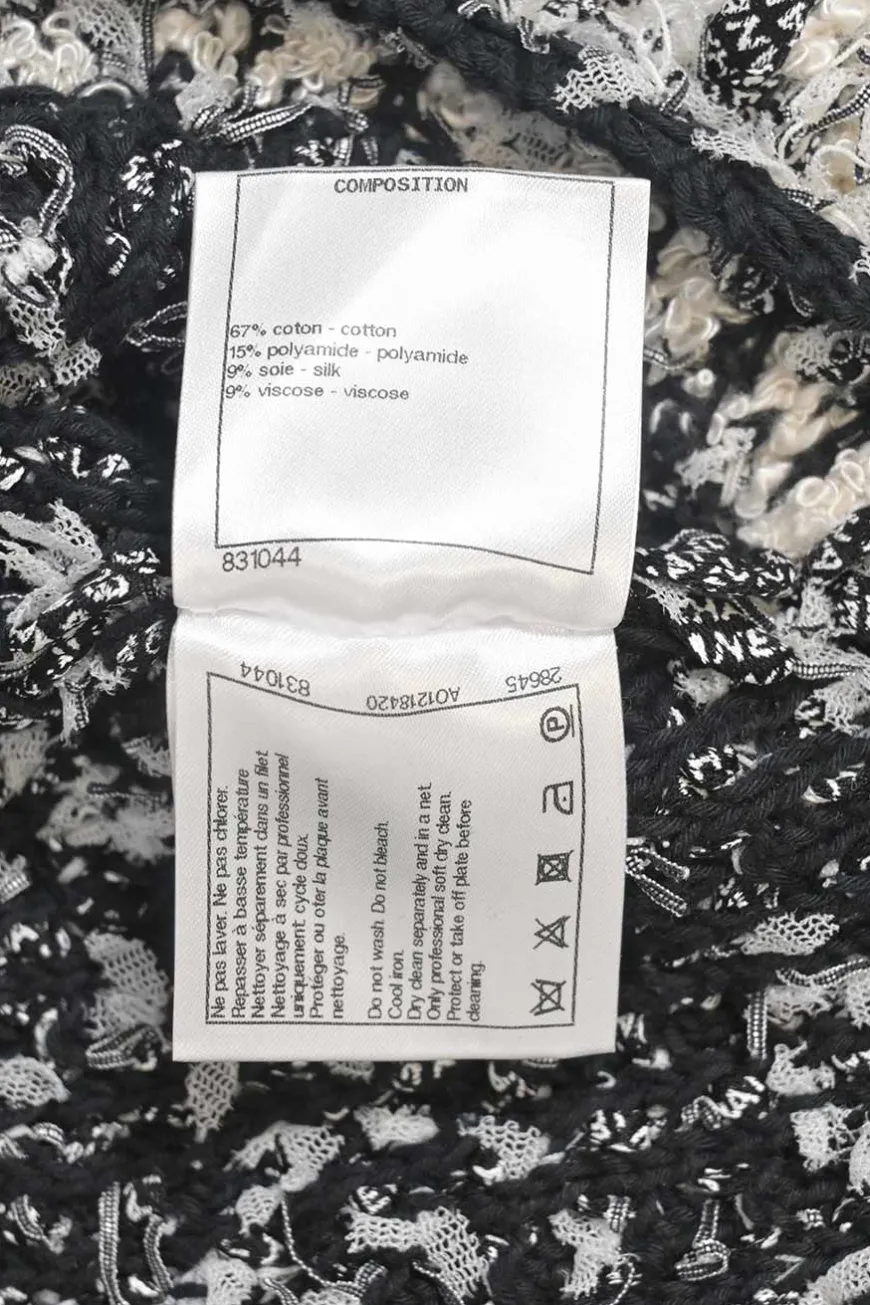 COMPOSITION
67% coton - cotton
15% polyamide - polyamide
9% soie - silk
9% viscose - viscose
831044
831044
A01218420
28645
Ne pas laver. Ne pas chlorer.
Repasser à basse température
Nettoyer séparement dans un filet
Nettoyage à sec par professionnel
uniquement, cycle doux.
Protéger ou oter la plaque avant
nettoyage.
Do not wash. Do not bleach.
Cool iron.
Dry clean separately and in a net.
Only professional soft dry clean.
Protect or take off plate before
cleaning.
P